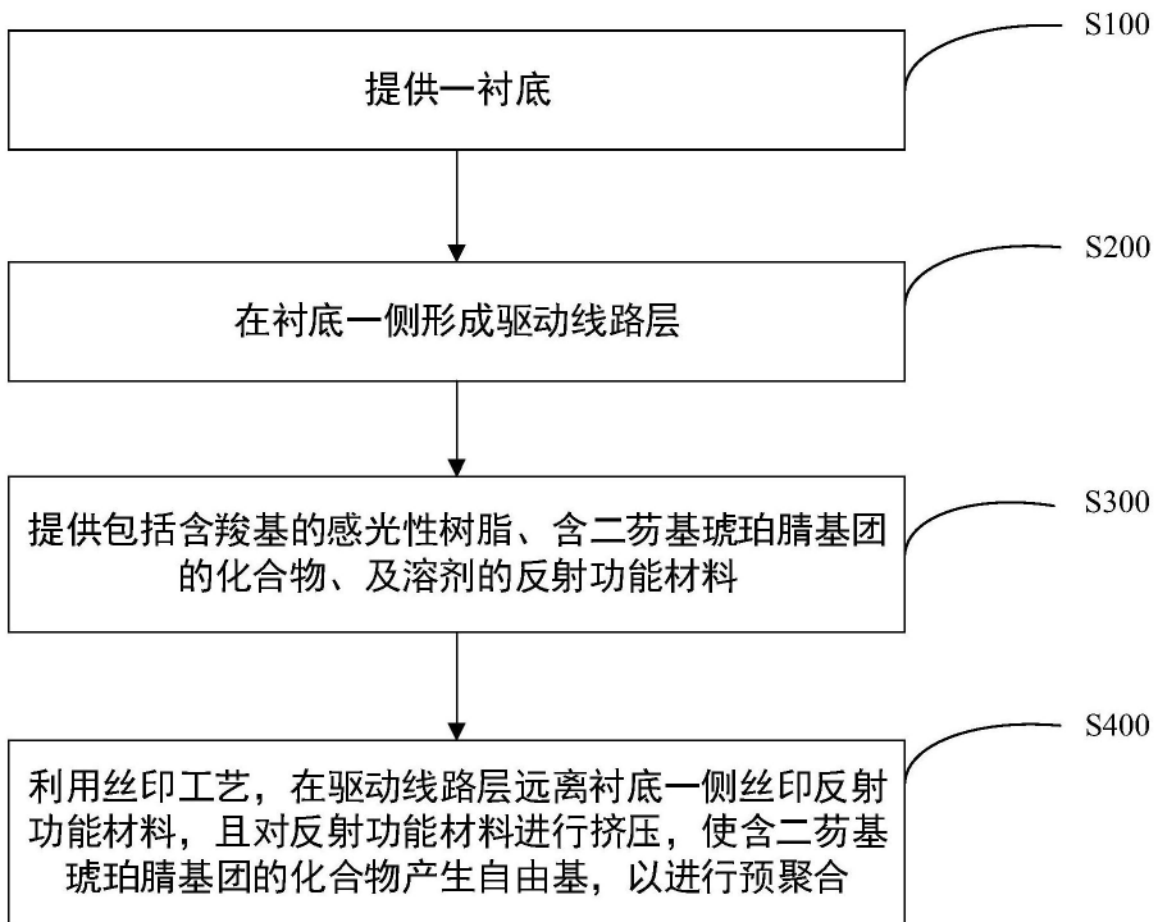 S100
提供一衬底
S200
在衬底一侧形成驱动线路层
S300
提供包括含羧基的感光性树脂、含二芴基琥珀腈基团
的化合物、及溶剂的反射功能材料
S400
利用丝印工艺，在驱动线路层远离衬底一侧丝印反射
功能材料，且对反射功能材料进行挤压，使含二芴基
琥珀腈基团的化合物产生自由基，以进行预聚合